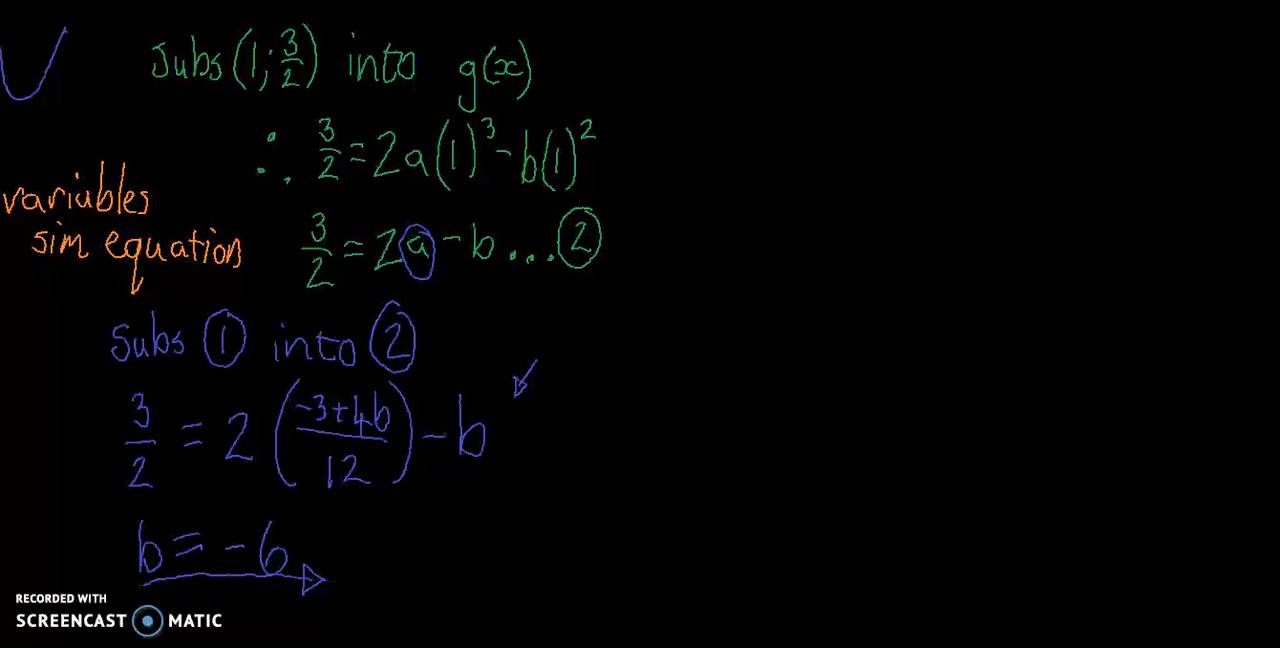 Subs (1; 3/2) into g(x)
∴ 3/2 = 2a(1)³ - b(1)²
variables
sim equation
3/2 = 2a - b ... ②
Subs ① into ②
3/2 = 2 ((-3+4b)/12) - b
b = -6
RECORDED WITH
SCREENCAST MATIC